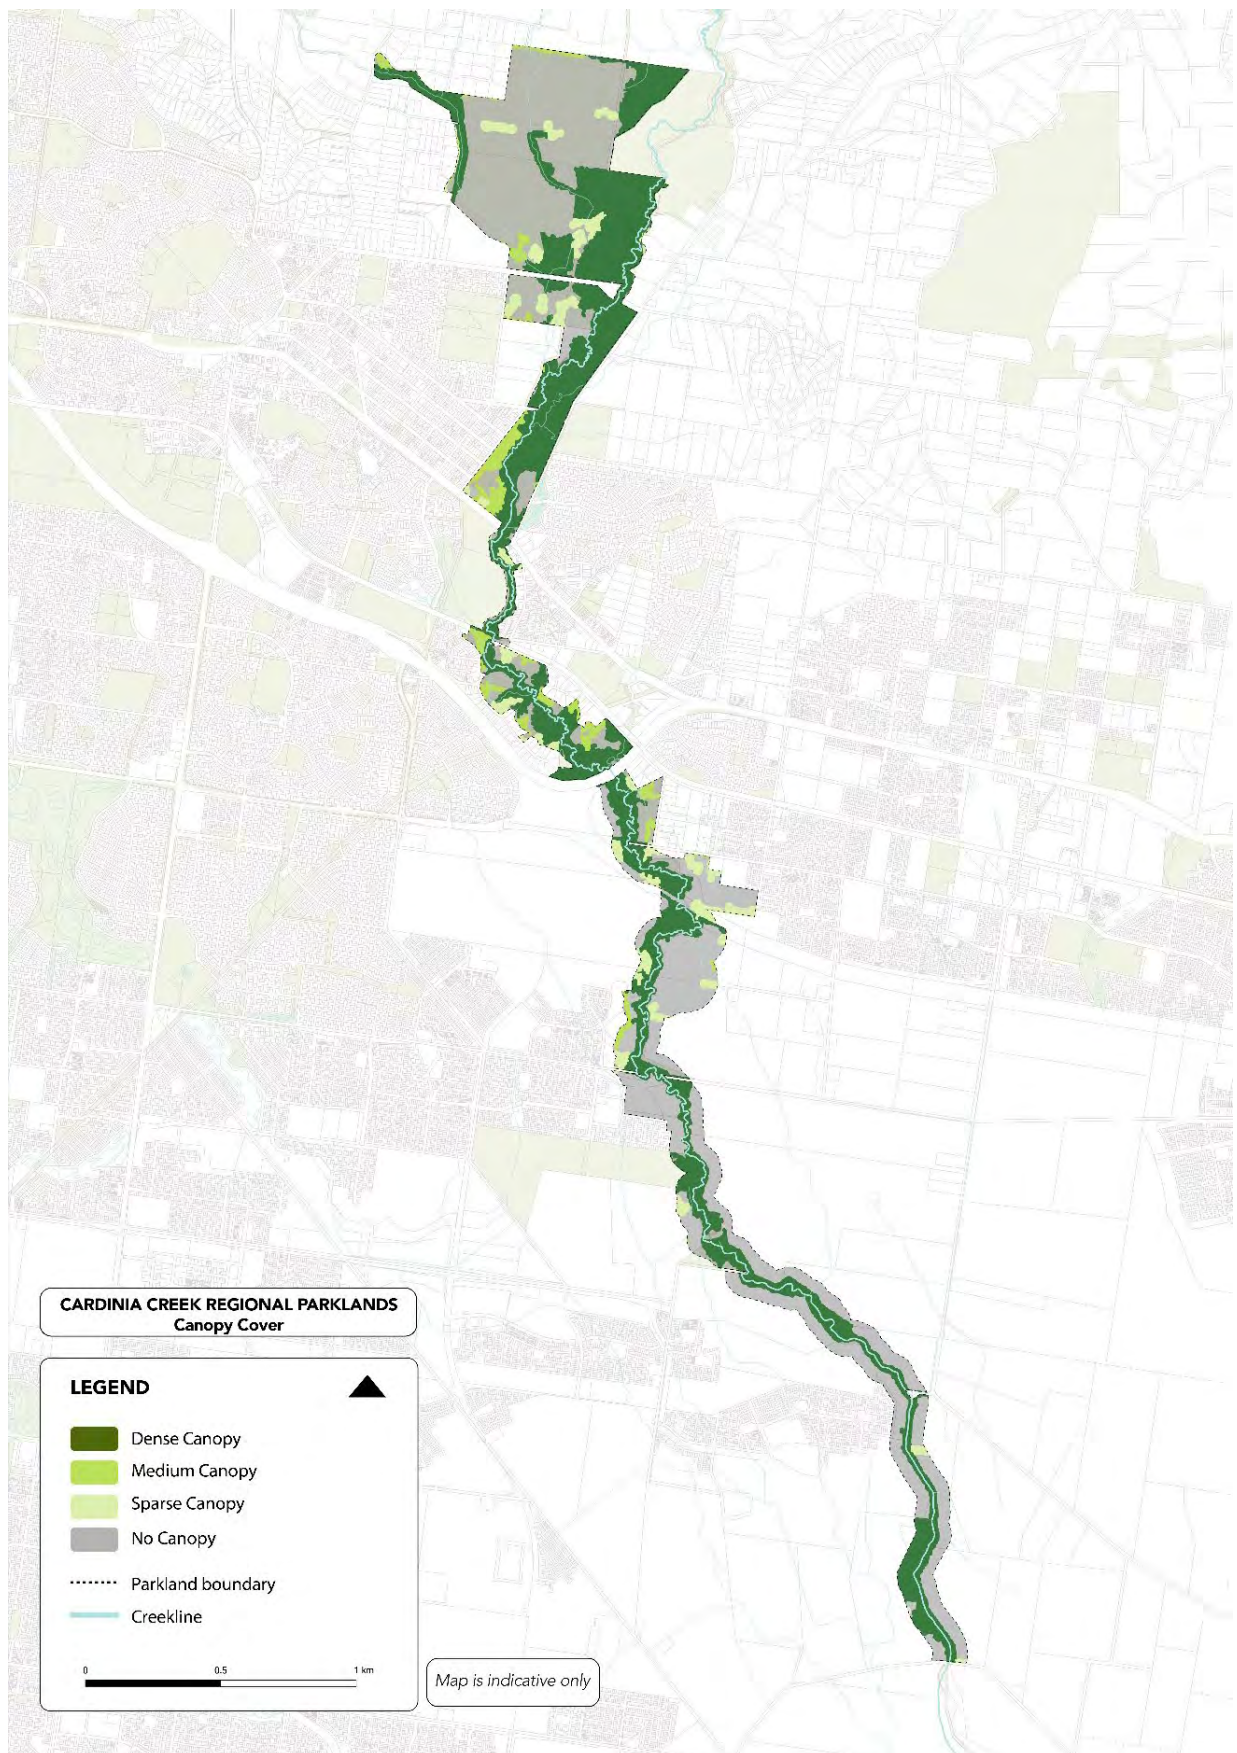 CARDINIA CREEK REGIONAL PARKLANDS
Canopy Cover
LEGEND
Dense Canopy
Medium Canopy
Sparse Canopy
No Canopy
Parkland boundary
Creekline
0 0.5 1 km
Map is indicative only